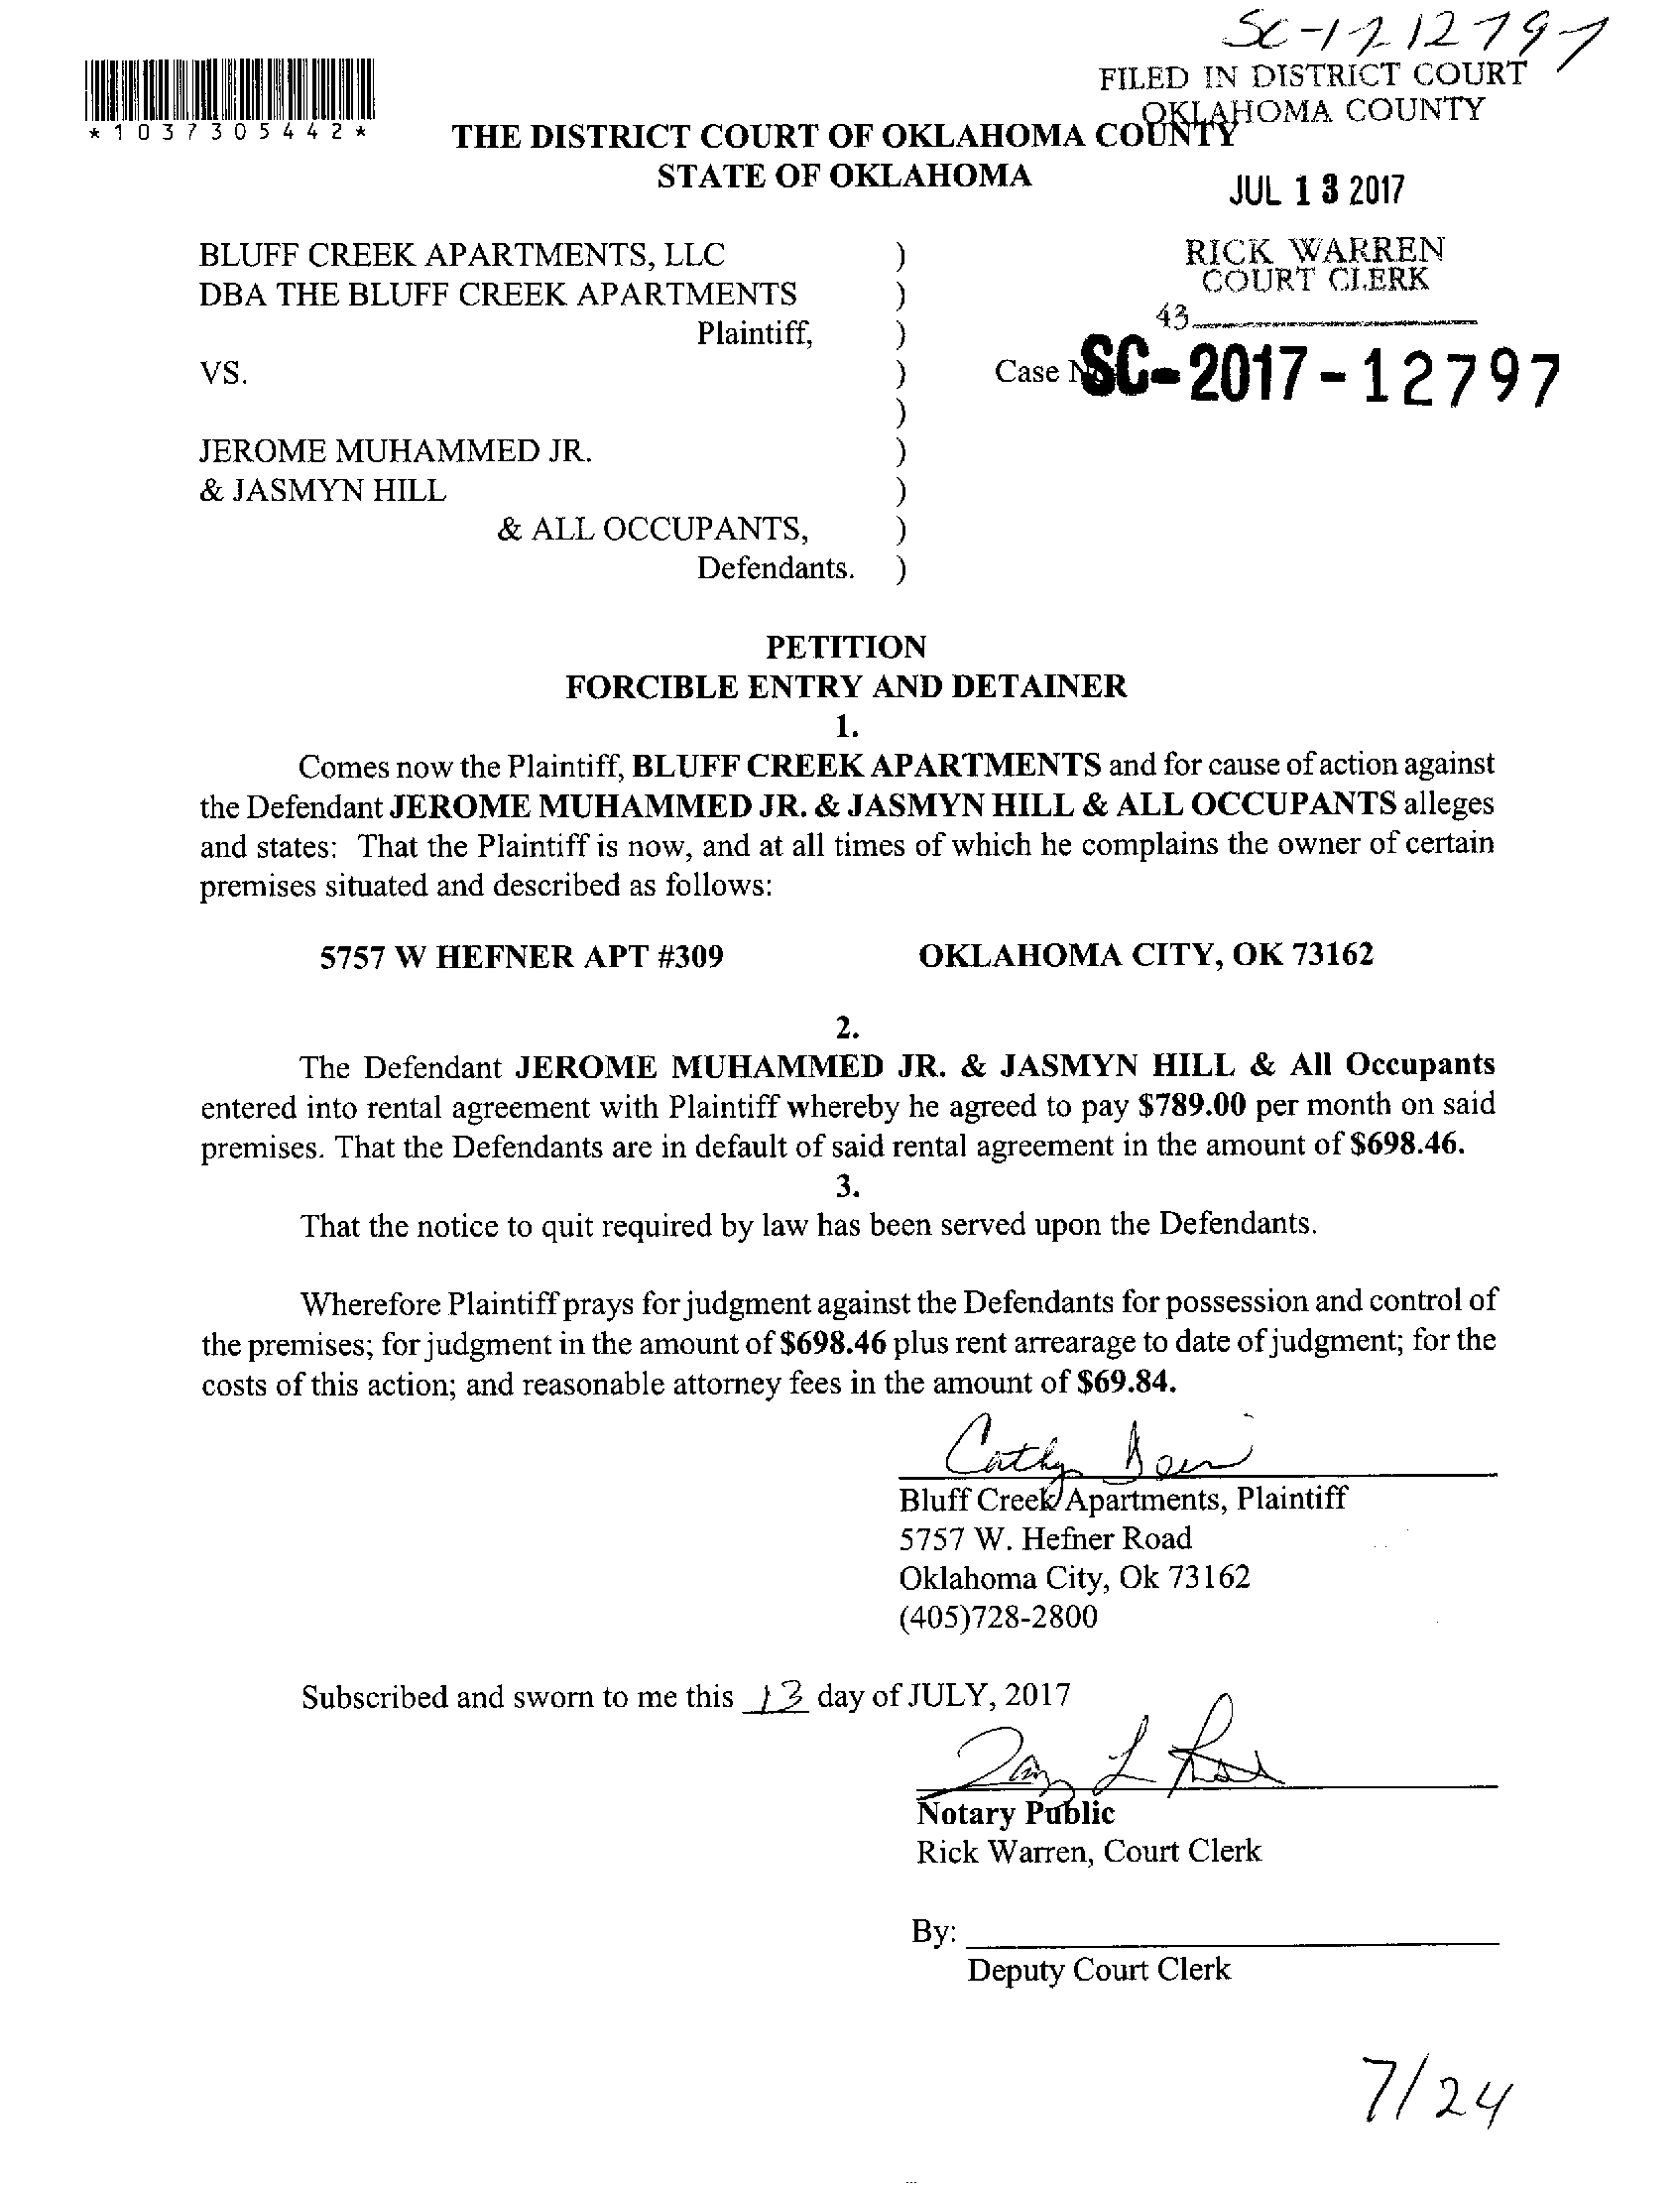 SC-17 12797
FILED IN DISTRICT COURT
OKLAHOMA COUNTY
*1037305442*
THE DISTRICT COURT OF OKLAHOMA COUNTY
STATE OF OKLAHOMA
JUL 13 2017
RICK WARREN
COURT CLERK
43
BLUFF CREEK APARTMENTS, LLC )
DBA THE BLUFF CREEK APARTMENTS )
Plaintiff, )
VS. ) Case SC-2017-12797
)
JEROME MUHAMMED JR. )
& JASMYN HILL )
& ALL OCCUPANTS, )
Defendants. )
PETITION
FORCIBLE ENTRY AND DETAINER
1.
Comes now the Plaintiff, BLUFF CREEK APARTMENTS and for cause of action against
the Defendant JEROME MUHAMMED JR. & JASMYN HILL & ALL OCCUPANTS alleges
and states: That the Plaintiff is now, and at all times of which he complains the owner of certain
premises situated and described as follows:
5757 W HEFNER APT #309 OKLAHOMA CITY, OK 73162
2.
The Defendant JEROME MUHAMMED JR. & JASMYN HILL & All Occupants
entered into rental agreement with Plaintiff whereby he agreed to pay $789.00 per month on said
premises. That the Defendants are in default of said rental agreement in the amount of $698.46.
3.
That the notice to quit required by law has been served upon the Defendants.
Wherefore Plaintiff prays for judgment against the Defendants for possession and control of
the premises; for judgment in the amount of $698.46 plus rent arrearage to date of judgment; for the
costs of this action; and reasonable attorney fees in the amount of $69.84.
Cathy
Bluff Creek Apartments, Plaintiff
5757 W. Hefner Road
Oklahoma City, Ok 73162
(405)728-2800
Subscribed and sworn to me this 13 day of JULY, 2017
Notary Public
Rick Warren, Court Clerk
By:
Deputy Court Clerk
7/24